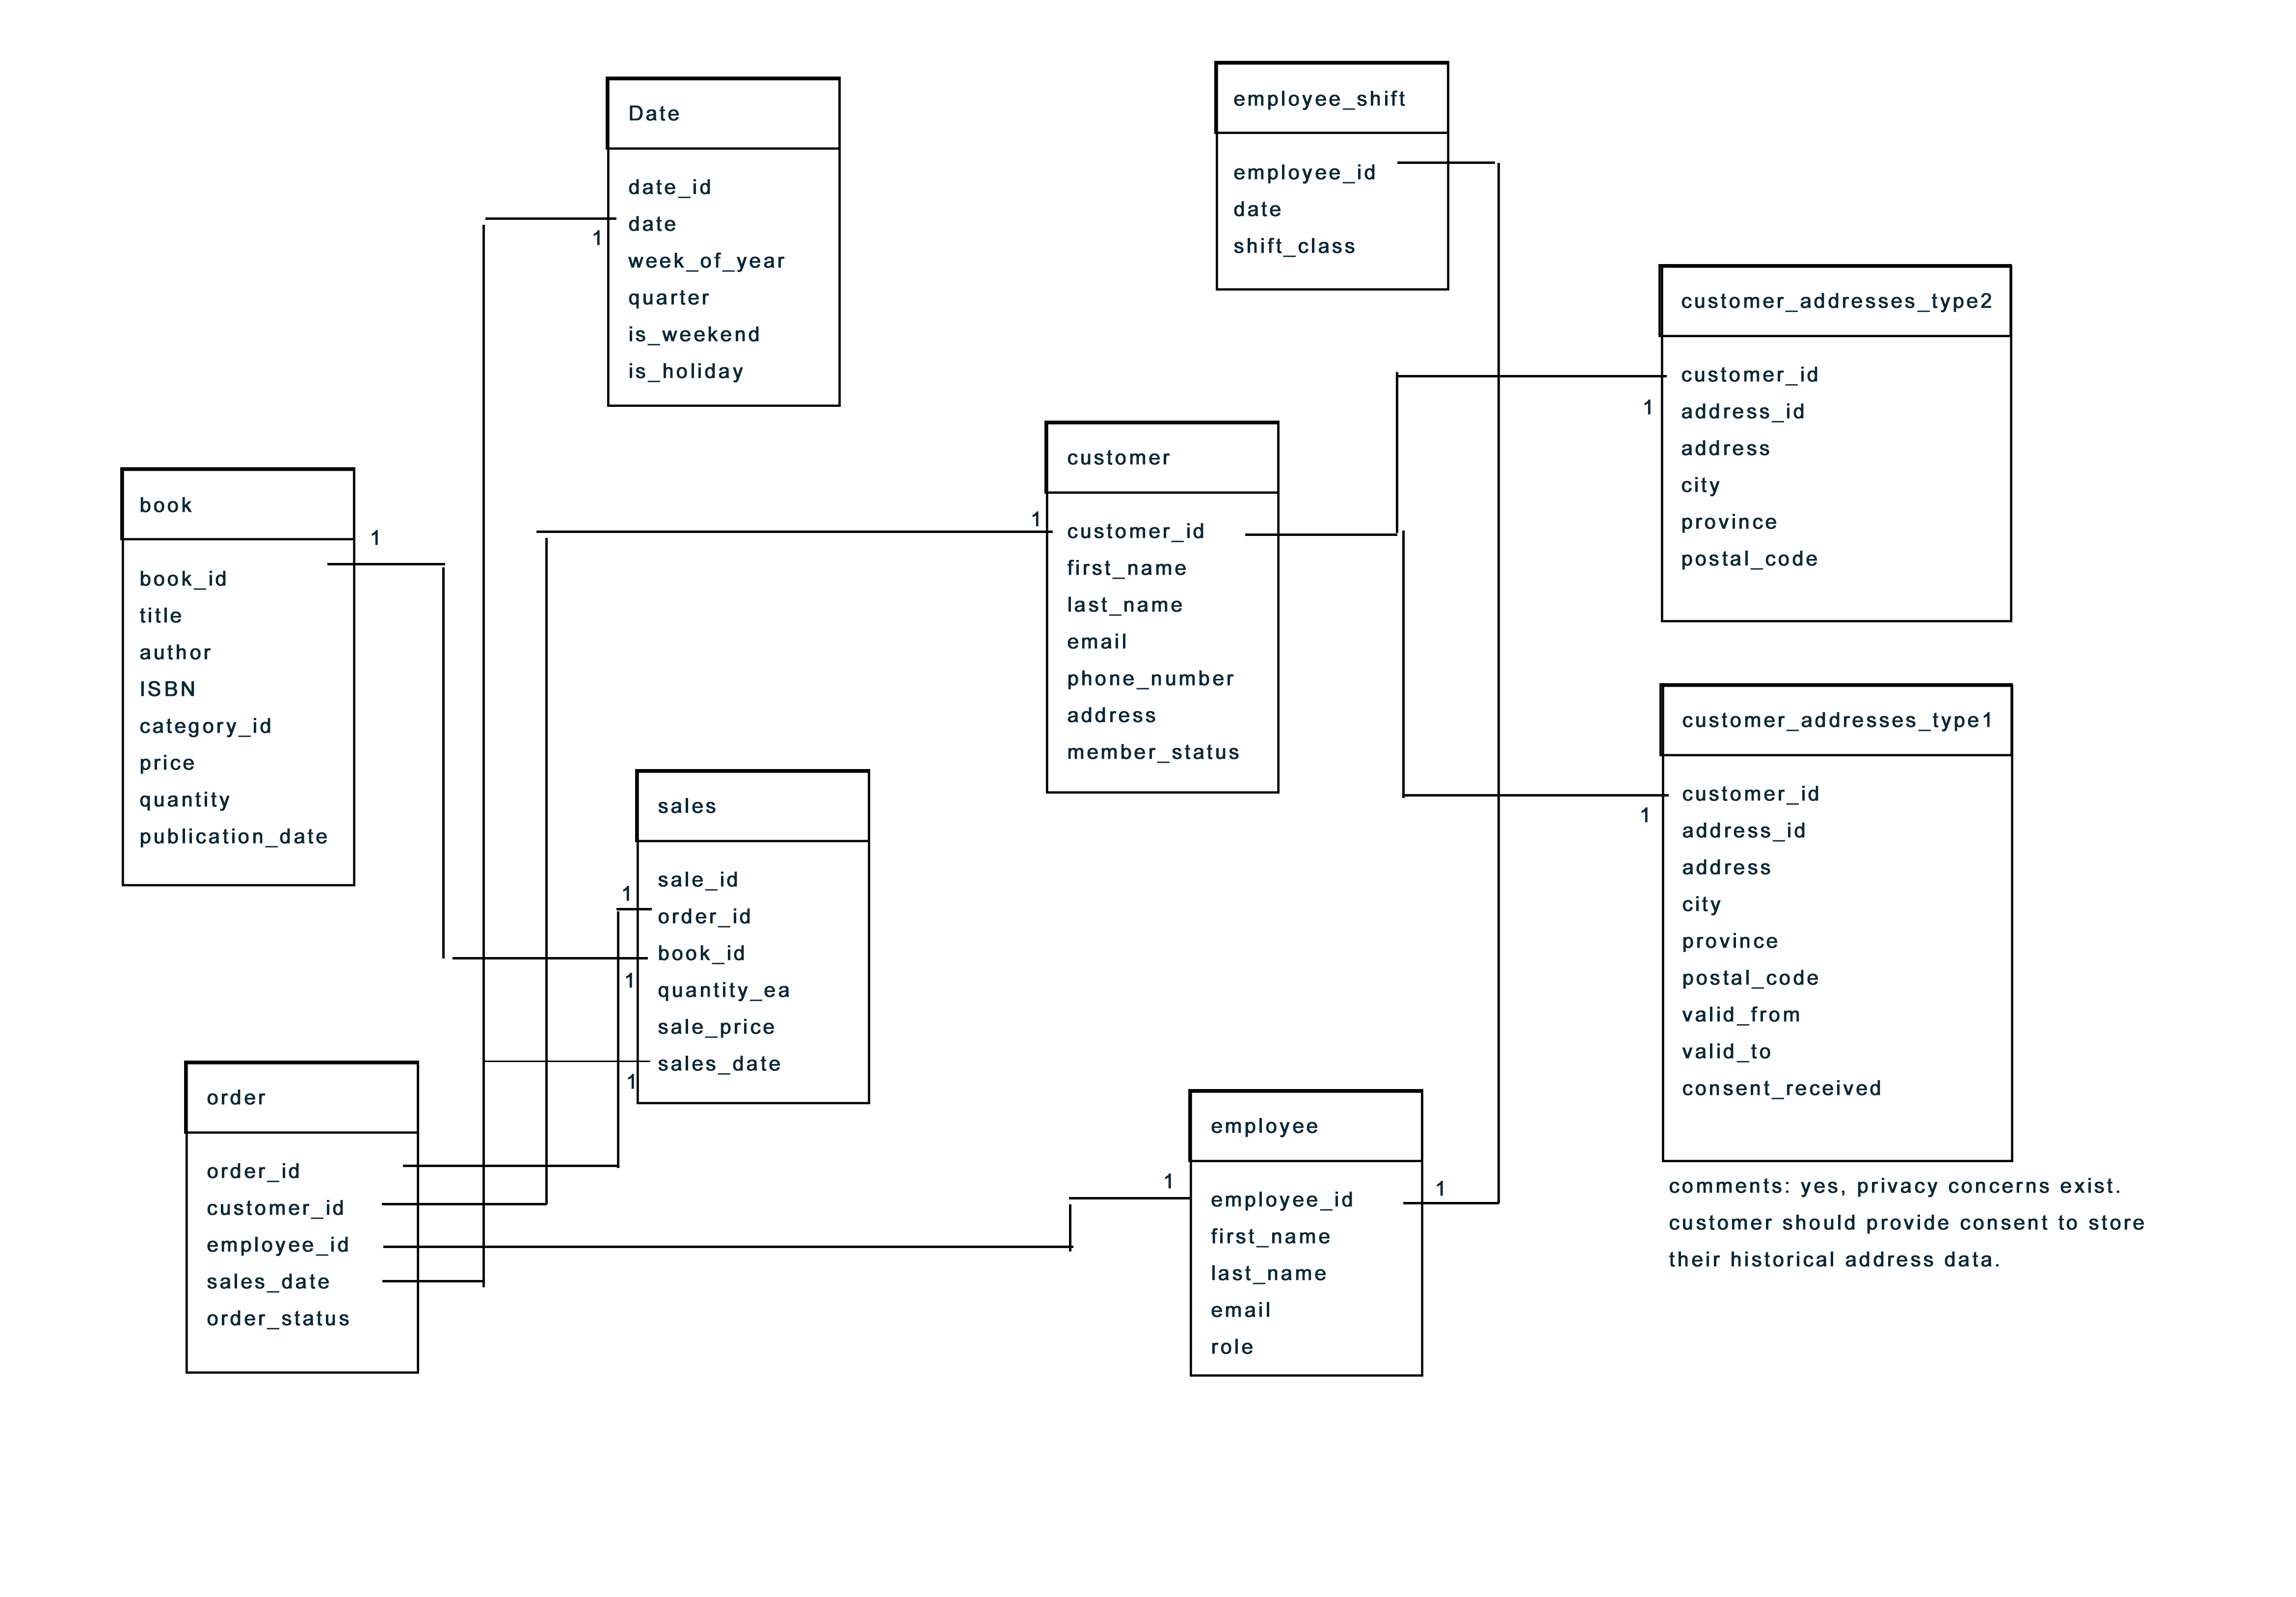 Date
date_id
date
1
week_of_year
quarter
is_weekend
is_holiday
employee_shift
employee_id
date
shift_class
customer_addresses_type2
customer_id
1
address_id
address
city
province
postal_code
book
1
book_id
title
author
ISBN
category_id
price
quantity
publication_date
customer
1
customer_id
first_name
last_name
email
phone_number
address
member_status
customer_addresses_type1
customer_id
1
address_id
address
city
province
postal_code
valid_from
valid_to
consent_received
comments: yes, privacy concerns exist.
customer should provide consent to store
their historical address data.
sales
sale_id
1
order_id
book_id
1
quantity_ea
sale_price
sales_date
1
order
order_id
customer_id
employee_id
sales_date
order_status
employee
1
1
employee_id
first_name
last_name
email
role